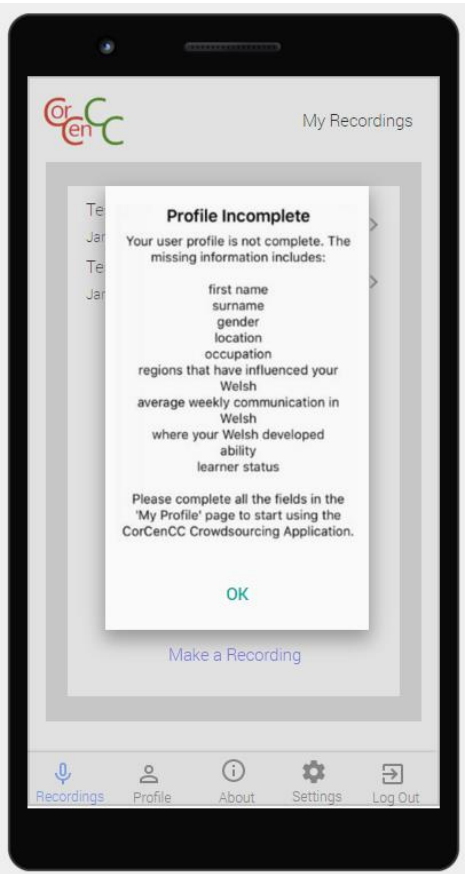 CorCenCC
My Recordings
Te
Jar
Te
Jar
Profile Incomplete
Your user profile is not complete. The
missing information includes:
first name
surname
gender
location
occupation
regions that have influenced your
Welsh
average weekly communication in
Welsh
where your Welsh developed
ability
learner status
Please complete all the fields in the
'My Profile' page to start using the
CorCenCC Crowdsourcing Application.
OK
Make a Recording
Recordings Profile About Settings Log Out